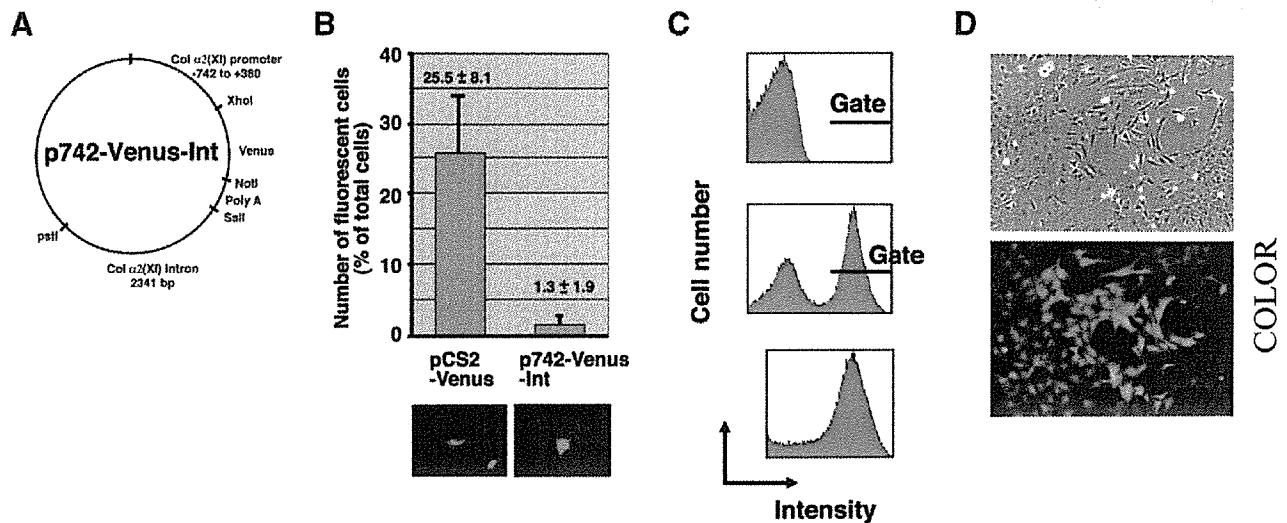 A
Col α2(XI) promoter
-742 to +380
XhoI
p742-Venus-Int
Venus
NotI
Poly A
SalI
pstI
Col α2(XI) Intron
2341 bp
B
Number of fluorescent cells
(% of total cells)
40
30
20
10
0
25.5 ± 8.1
1.3 ± 1.9
pCS2
-Venus
p742-Venus
-Int
C
Gate
Gate
Cell number
Intensity
D
COLOR